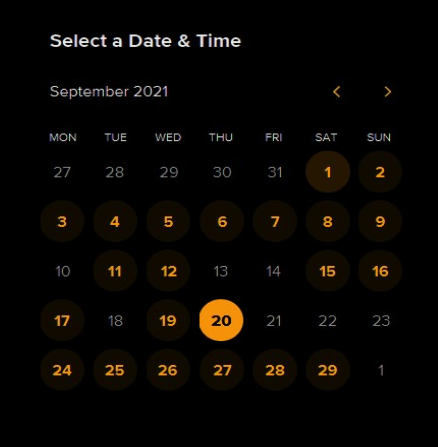 Select a Date & Time
September 2021
MON TUE WED THU FRI SAT SUN
27 28 29 30 31 1 2
3 4 5 6 7 8 9
10 11 12 13 14 15 16
17 18 19 20 21 22 23
24 25 26 27 28 29 1